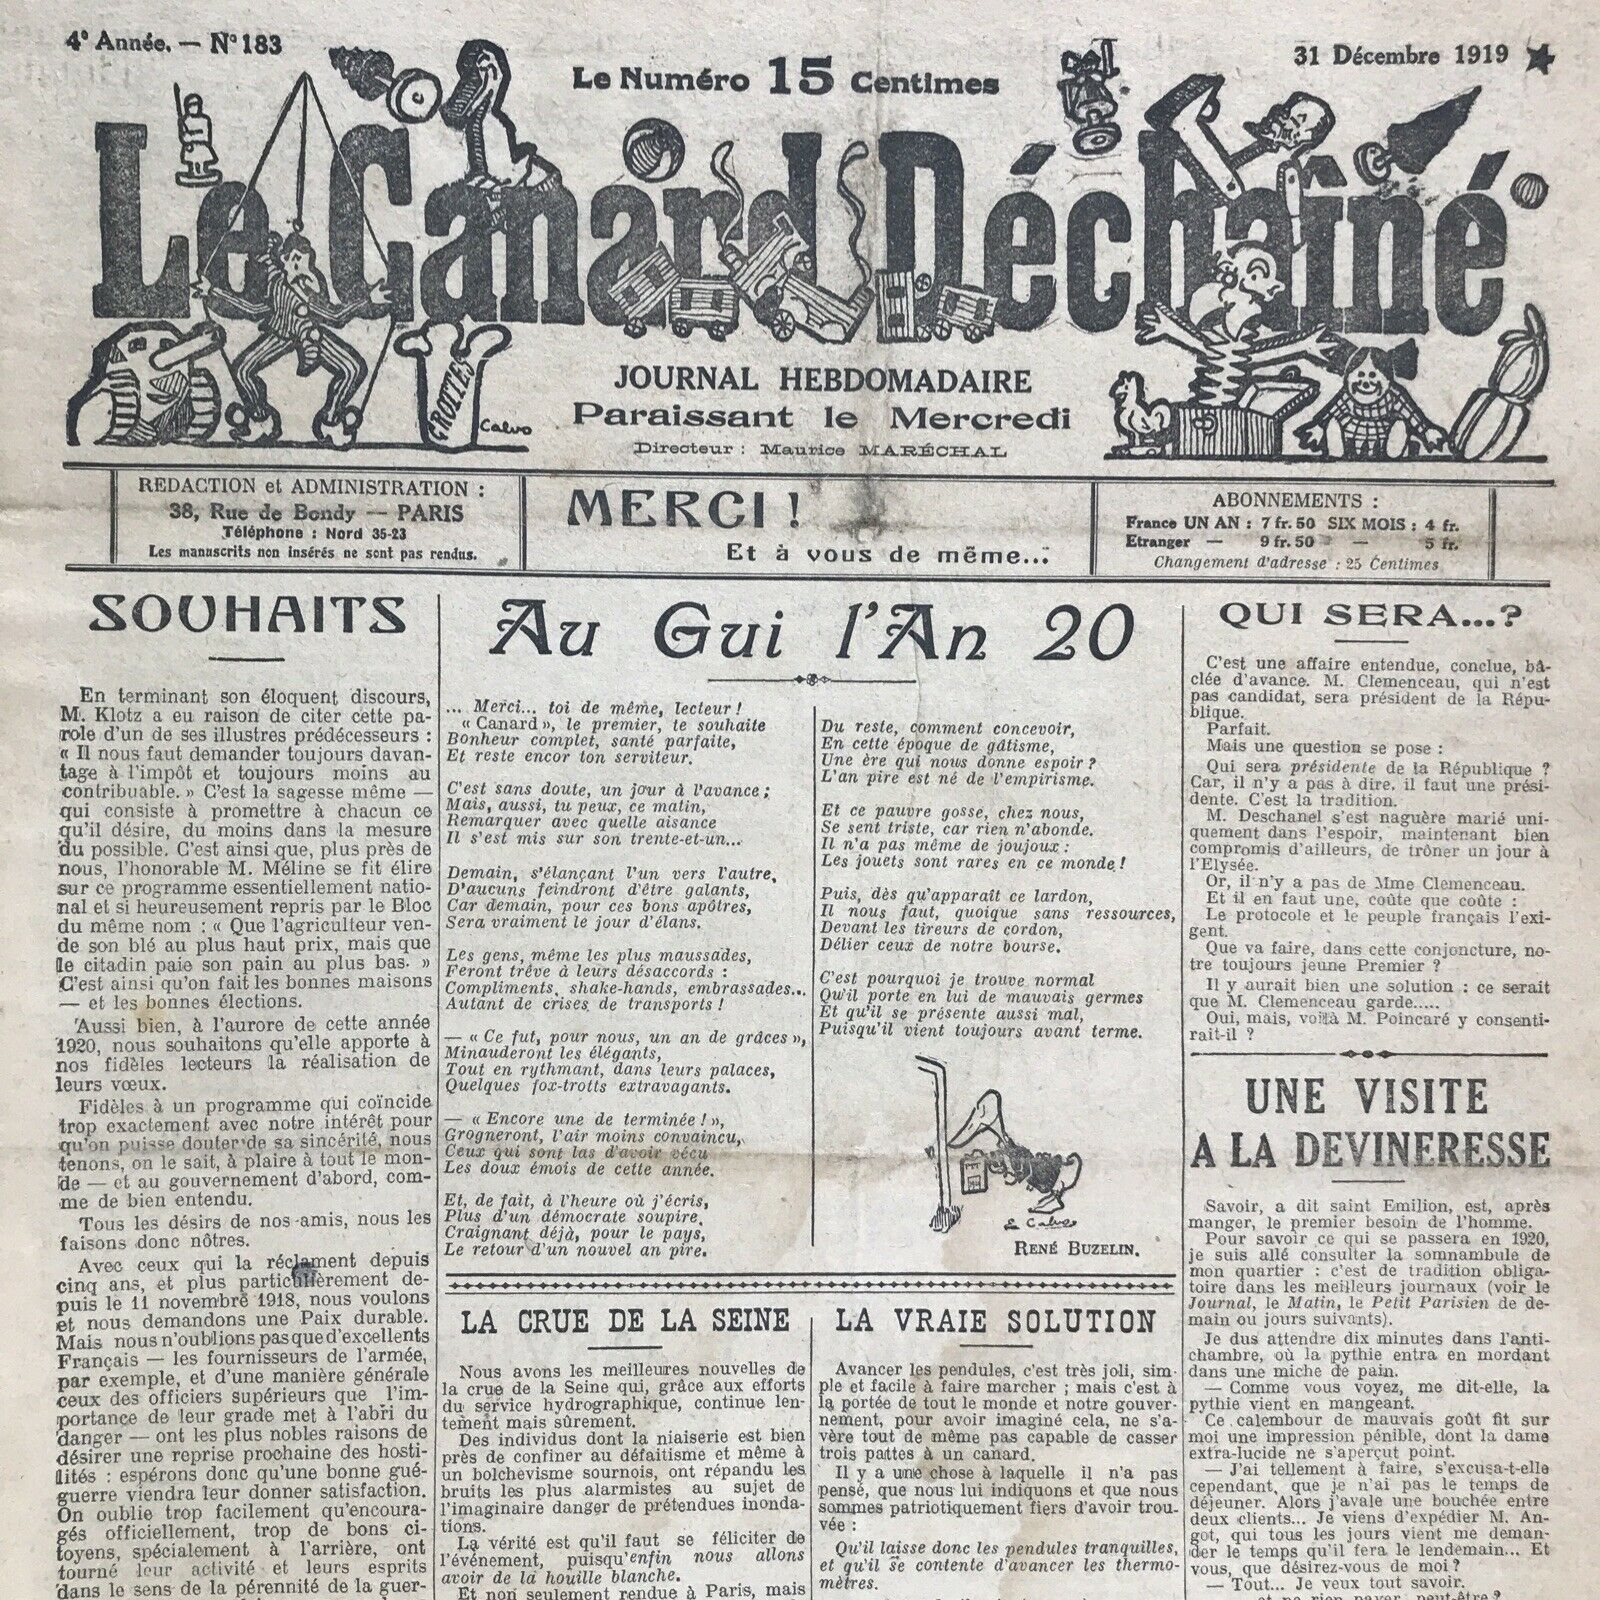 4e Année. — N° 183
Le Numéro 15 Centimes
31 Décembre 1919
Le Canard Déchaîné
CROTTES
Calvo
JOURNAL HEBDOMADAIRE
Paraissant le Mercredi
Directeur : Maurice MARÉCHAL
REDACTION et ADMINISTRATION :
38, Rue de Bondy — PARIS
Téléphone : Nord 35-23
Les manuscrits non insérés ne sont pas rendus.
MERCI !
Et à vous de même...
ABONNEMENTS :
France UN AN : 7 fr. 50 SIX MOIS : 4 fr.
Etranger — 9 fr. 50 — 5 fr.
Changement d'adresse : 25 Centimes
SOUHAITS
En terminant son éloquent discours,
M. Klotz a eu raison de citer cette pa-
role d'un de ses illustres prédécesseurs :
« Il nous faut demander toujours davan-
tage à l'impôt et toujours moins au
contribuable. » C'est la sagesse même —
qui consiste à promettre à chacun ce
qu'il désire, du moins dans la mesure
du possible. C'est ainsi que, plus près de
nous, l'honorable M. Méline se fit élire
sur ce programme essentiellement natio-
nal et si heureusement repris par le Bloc
du même nom : « Que l'agriculteur ven-
de son blé au plus haut prix, mais que
le citadin paie son pain au plus bas. »
C'est ainsi qu'on fait les bonnes maisons
— et les bonnes élections.
Aussi bien, à l'aurore de cette année
1920, nous souhaitons qu'elle apporte à
nos fidèles lecteurs la réalisation de
leurs vœux.
Fidèles à un programme qui coïncide
trop exactement avec notre intérêt pour
qu'on puisse douter de sa sincérité, nous
tenons, on le sait, à plaire à tout le mon-
de — et au gouvernement d'abord, com-
me de bien entendu.
Tous les désirs de nos amis, nous les
faisons donc nôtres.
Avec ceux qui la réclament depuis
cinq ans, et plus particulièrement de-
puis le 11 novembre 1918, nous voulons
et nous demandons une Paix durable.
Mais nous n'oublions pas que d'excellents
Français — les fournisseurs de l'armée,
par exemple, et d'une manière générale
ceux des officiers supérieurs que l'im-
portance de leur grade met à l'abri du
danger — ont les plus nobles raisons de
désirer une reprise prochaine des hosti-
lités : espérons donc qu'une bonne gué-
guerre viendra leur donner satisfaction.
On oublie trop facilement qu'encoura-
gés officiellement, trop de bons ci-
toyens, spécialement à l'arrière, ont
tourné leur activité et leurs esprits
dans le sens de la pérennité de la guer-
Au Gui l'An 20
... Merci... toi de même, lecteur !
« Canard », le premier, te souhaite
Bonheur complet, santé parfaite,
Et reste encor ton serviteur.
C'est sans doute, un jour à l'avance ;
Mais, aussi, tu peux, ce matin,
Remarquer avec quelle aisance
Il s'est mis sur son trente-et-un...
Demain, s'élançant l'un vers l'autre,
D'aucuns feindront d'être galants,
Car demain, pour ces bons apôtres,
Sera vraiment le jour d'élans.
Les gens, même les plus maussades,
Feront trêve à leurs désaccords :
Compliments, shake-hands, embrassades...
Autant de crises de transports !
— « Ce fut, pour nous, un an de grâces »,
Minauderont les élégants,
Tout en rythmant, dans leurs palaces,
Quelques fox-trotts extravagants.
— « Encore une de terminée ! »,
Grogneront, l'air moins convaincu,
Ceux qui sont las d'avoir vécu
Les doux émois de cette année.
Et, de fait, à l'heure où j'écris,
Plus d'un démocrate soupire,
Craignant déjà, pour le pays,
Le retour d'un nouvel an pire.
Du reste, comment concevoir,
En cette époque de gâtisme,
Une ère qui nous donne espoir ?
L'an pire est né de l'empirisme.
Et ce pauvre gosse, chez nous,
Se sent triste, car rien n'abonde.
Il n'a pas même de joujoux :
Les jouets sont rares en ce monde !
Puis, dès qu'apparaît ce lardon,
Il nous faut, quoique sans ressources,
Devant les tireurs de cordon,
Délier ceux de notre bourse.
C'est pourquoi je trouve normal
Qu'il porte en lui de mauvais germes
Et qu'il se présente aussi mal,
Puisqu'il vient toujours avant terme.
E Calvo
RENÉ BUZELIN.
LA CRUE DE LA SEINE
Nous avons les meilleures nouvelles de
la crue de la Seine qui, grâce aux efforts
du service hydrographique, continue len-
tement mais sûrement.
Des individus dont la niaiserie est bien
près de confiner au défaitisme et même à
un bolchevisme sournois, ont répandu les
bruits les plus alarmistes au sujet de
l'imaginaire danger de prétendues inonda-
tions.
La vérité est qu'il faut se féliciter de
l'événement, puisqu'enfin nous allons
avoir de la houille blanche.
Et non seulement rendue à Paris, mais
LA VRAIE SOLUTION
Avancer les pendules, c'est très joli, sim-
ple et facile à faire marcher ; mais c'est à
la portée de tout le monde et notre gouver-
nement, pour avoir imaginé cela, ne s'a-
vère tout de même pas capable de casser
trois pattes à un canard.
Il y a une chose à laquelle il n'a pas
pensé, que nous lui indiquons et que nous
sommes patriotiquement fiers d'avoir trou-
vée :
Qu'il laisse donc les pendules tranquilles,
et qu'il se contente d'avancer les thermo-
mètres.
QUI SERA...?
C'est une affaire entendue, conclue, bâ-
clée d'avance. M. Clemenceau, qui n'est
pas candidat, sera président de la Répu-
blique.
Parfait.
Mais une question se pose :
Qui sera présidente de la République ?
Car, il n'y a pas à dire, il faut une prési-
dente. C'est la tradition.
M. Deschanel s'est naguère marié uni-
quement dans l'espoir, maintenant bien
compromis d'ailleurs, de trôner un jour à
l'Elysée.
Or, il n'y a pas de Mme Clemenceau.
Et il en faut une, coûte que coûte :
Le protocole et le peuple français l'exi-
gent.
Que va faire, dans cette conjoncture, no-
tre toujours jeune Premier ?
Il y aurait bien une solution : ce serait
que M. Clemenceau garde.....
Oui, mais, voilà M. Poincaré y consenti-
rait-il ?
UNE VISITE
A LA DEVINERESSE
Savoir, a dit saint Emilion, est, après
manger, le premier besoin de l'homme.
Pour savoir ce qui se passera en 1920,
je suis allé consulter la somnambule de
mon quartier : c'est de tradition obliga-
toire dans les meilleurs journaux (voir le
Journal, le Matin, le Petit Parisien de de-
main ou jours suivants).
Je dus attendre dix minutes dans l'anti-
chambre, où la pythie entra en mordant
dans une miche de pain.
— Comme vous voyez, me dit-elle, la
pythie vient en mangeant.
Ce calembour de mauvais goût fit sur
moi une impression pénible, dont la dame
extra-lucide ne s'aperçut point.
— J'ai tellement à faire, s'excusa-t-elle
cependant, que je n'ai pas le temps de
déjeuner. Alors j'avale une bouchée entre
deux clients... Je viens d'expédier M. An-
got, qui tous les jours vient me deman-
der le temps qu'il fera le lendemain... Et
vous, que désirez-vous de moi ?
— Tout... Je veux tout savoir.
et ne rien payer, peut-être ?